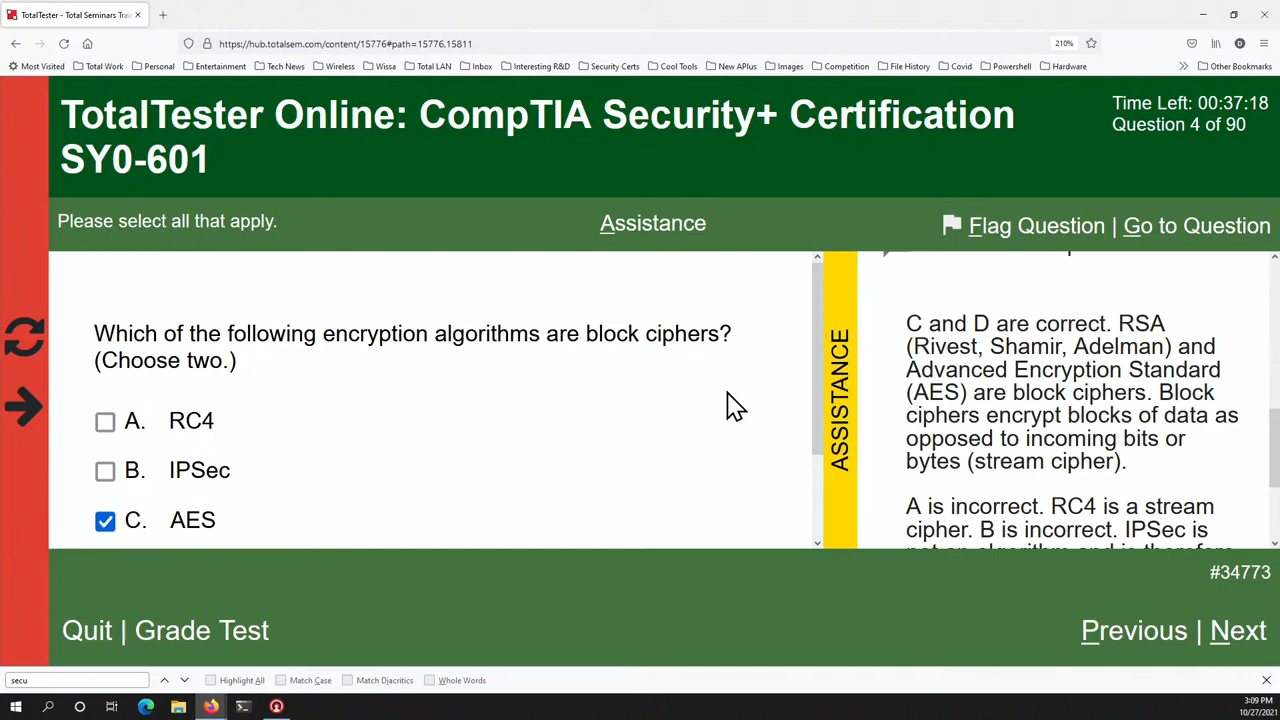 TotalTester - Total Seminars Trai
https://hub.totalsem.com/content/15776#path=15776,15811
210%
Most Visited Total Work Personal Entertainment Tech News Wireless Wissa Total LAN Inbox Interesting R&D Security Certs Cool Tools New APlus Images Competition File History Covid Powershell Hardware Other Bookmarks
TotalTester Online: CompTIA Security+ Certification
SY0-601
Time Left: 00:37:18
Question 4 of 90
Please select all that apply.
Assistance
Flag Question | Go to Question
Which of the following encryption algorithms are block ciphers?
(Choose two.)
A. RC4
B. IPSec
C. AES
ASSISTANCE
C and D are correct. RSA
(Rivest, Shamir, Adelman) and
Advanced Encryption Standard
(AES) are block ciphers. Block
ciphers encrypt blocks of data as
opposed to incoming bits or
bytes (stream cipher).
A is incorrect. RC4 is a stream
cipher. B is incorrect. IPSec is
not an algorithm and is therefore
#34773
Quit | Grade Test
Previous | Next
secu
Highlight All Match Case Match Diacritics Whole Words
3:09 PM
10/27/2021